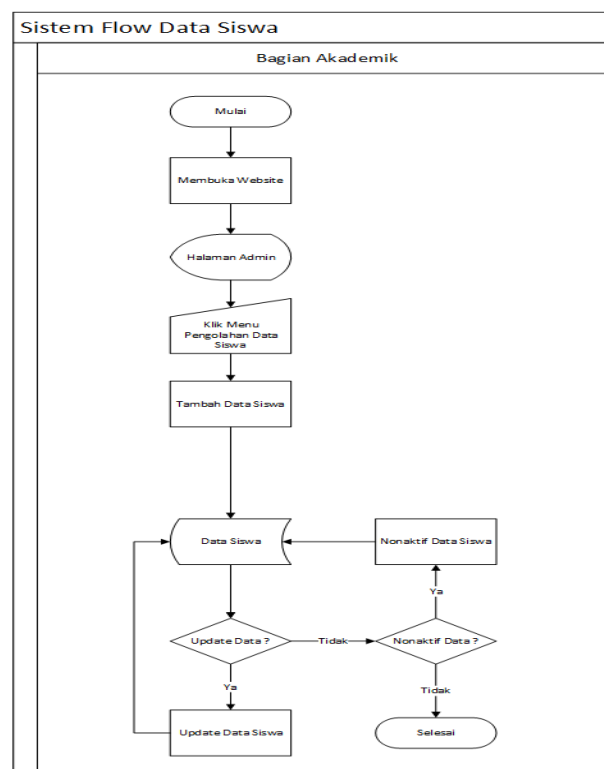 Sistem Flow Data Siswa
Bagian Akademik
Mulai
Membuka Website
Halaman Admin
Klik Menu
Pengolahan Data
Siswa
Tambah Data Siswa
Data Siswa
Nonaktif Data Siswa
Ya
Update Data ?
Tidak
Nonaktif Data ?
Ya
Tidak
Update Data Siswa
Selesai